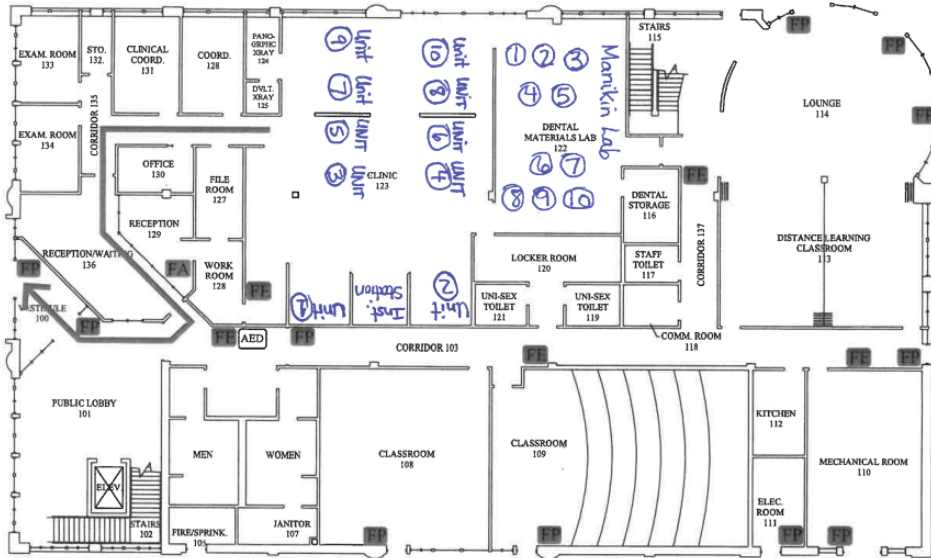 EXAM. ROOM
133
STO.
132.
CLINICAL
COORD.
131
COORD.
128
PANO-
GRPHC
XRAY
124
DVLT.
XRAY
125
9 Unit
7 Unit
5 UNIT
3 UNIT
10 Unit
8 Unit
6 UNIT
4 UNIT
1 2 3
4 5
6 7
8 9 10
Manikin Lab
DENTAL
MATERIALS LAB
122
STAIRS
115
FP
FP
LOUNGE
114
EXAM. ROOM
134
CORRIDOR 135
OFFICE
130
FILE
ROOM
127
CLINIC
123
RECEPTION
129
DENTAL
STORAGE
116
FE
CORRIDOR 137
DISTANCE LEARNING
CLASSROOM
113
RECEPTION/WAITING
136
FA
WORK
ROOM
128
FE
LOCKER ROOM
120
STAFF
TOILET
117
FP
VESTIBULE
100
FP
1 Unit
Inst.
Station
2 Unit
UNI-SEX
TOILET
121
UNI-SEX
TOILET
119
COMM. ROOM
118
FE
AED
FP
CORRIDOR 103
FE
FE
FP
PUBLIC LOBBY
101
MEN
WOMEN
CLASSROOM
108
CLASSROOM
109
KITCHEN
112
MECHANICAL ROOM
110
ELEV.
STAIRS
102
FIRE/SPRINK.
105
JANITOR
107
FP
FP
ELEC.
ROOM
111
FP
FP